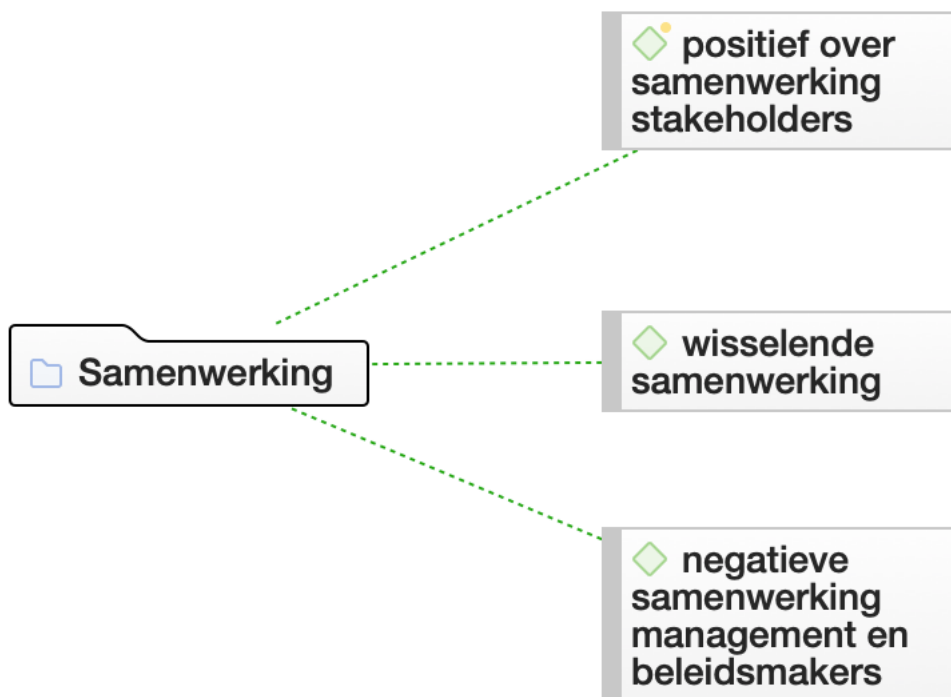 positief over
samenwerking
stakeholders
Samenwerking
wisselende
samenwerking
negatieve
samenwerking
management en
beleidsmakers